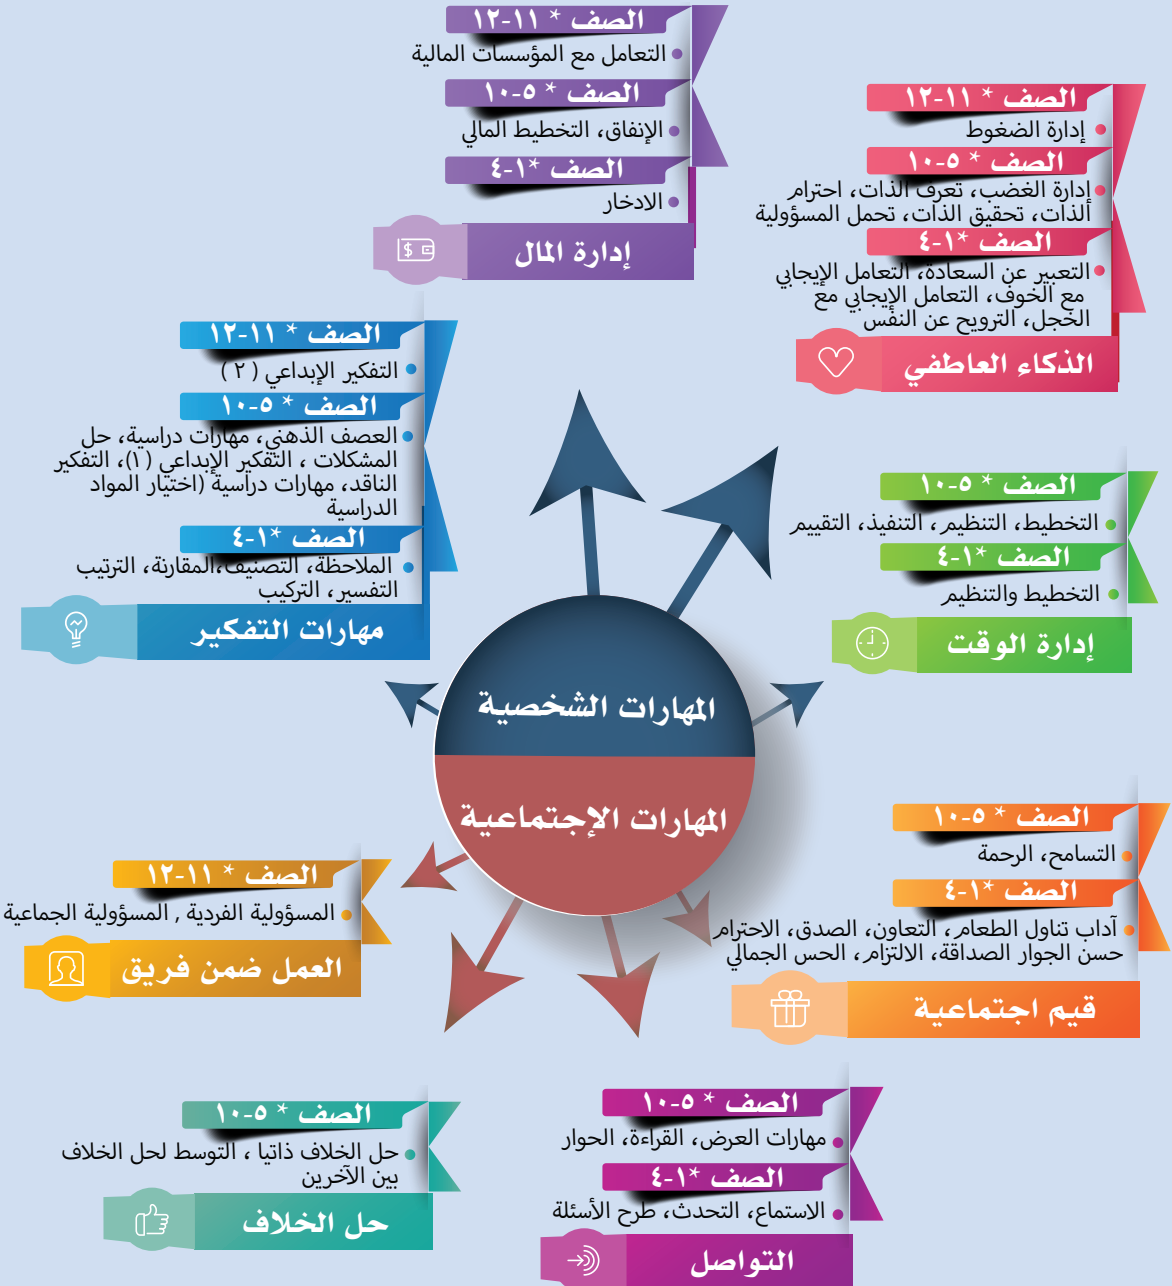 الصف * ١١-١٢
التعامل مع المؤسسات المالية
الصف * ٥-١٠
الإنفاق، التخطيط المالي
الصف *١-٤
الادخار
إدارة المال
الصف * ١١-١٢
إدارة الضغوط
الصف * ٥-١٠
إدارة الغضب، تعرف الذات، احترام
الذات، تحقيق الذات، تحمل المسؤولية
الصف *١-٤
التعبير عن السعادة، التعامل الإيجابي
مع الخوف، التعامل الإيجابي مع
الخجل، الترويح عن النفس
الذكاء العاطفي
الصف * ١١-١٢
التفكير الإبداعي ( ٢ )
الصف * ٥-١٠
العصف الذهني، مهارات دراسية، حل
المشكلات ، التفكير الإبداعي (١)، التفكير
الناقد، مهارات دراسية (اختيار المواد
الدراسية
الصف *١-٤
الملاحظة، التصنيف،المقارنة، الترتيب
التفسير، التركيب
مهارات التفكير
الصف * ٥-١٠
التخطيط، التنظيم، التنفيذ، التقييم
الصف *١-٤
التخطيط والتنظيم
إدارة الوقت
المهارات الشخصية
المهارات الإجتماعية
الصف * ٥-١٠
التسامح، الرحمة
الصف *١-٤
آداب تناول الطعام، التعاون، الصدق، الاحترام
حسن الجوار الصداقة، الالتزام، الحس الجمالي
قيم اجتماعية
الصف * ١١-١٢
المسؤولية الفردية , المسؤولية الجماعية
العمل ضمن فريق
الصف * ٥-١٠
مهارات العرض، القراءة، الحوار
الصف *١-٤
الاستماع، التحدث، طرح الأسئلة
التواصل
الصف * ٥-١٠
حل الخلاف ذاتيا ، التوسط لحل الخلاف
بين الآخرين
حل الخلاف